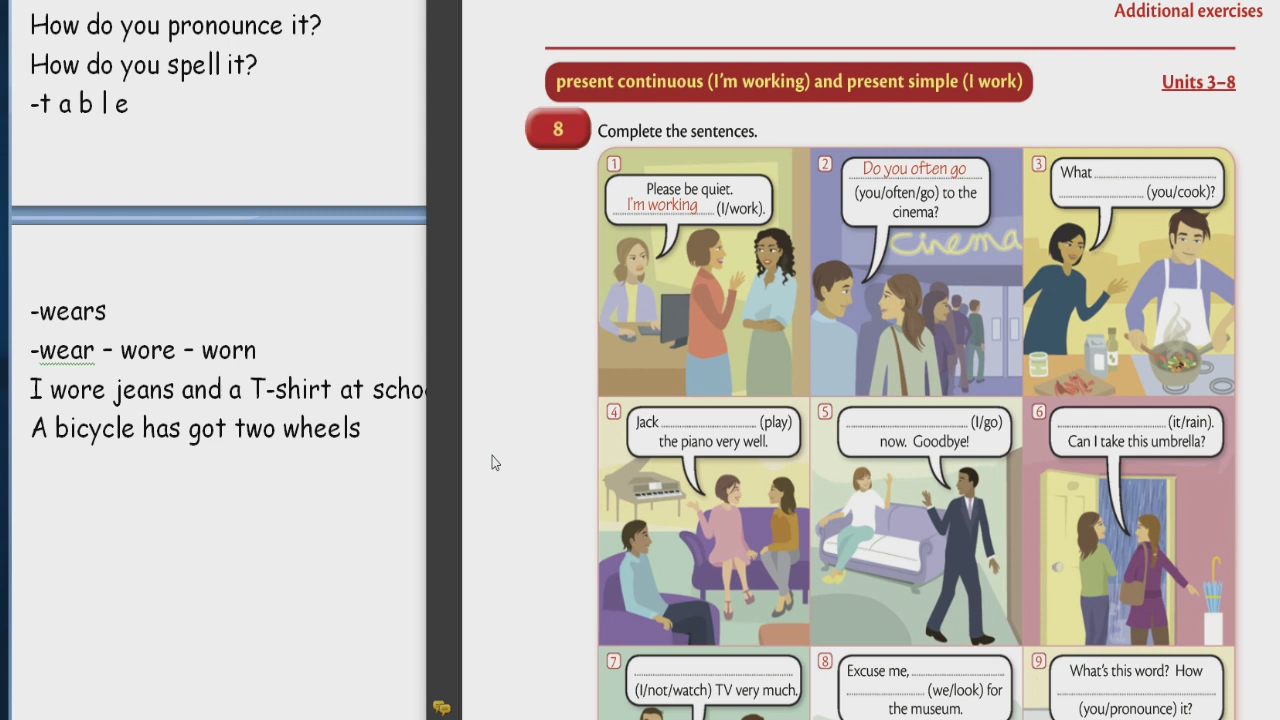 How do you pronounce it?
How do you spell it?
-t a b l e
-wears
-wear – wore – worn
I wore jeans and a T-shirt at scho
A bicycle has got two wheels
Additional exercises
present continuous (I'm working) and present simple (I work)
Units 3–8
8
Complete the sentences.
1
Please be quiet.
I'm working (I/work).
2
Do you often go
(you/often/go) to the
cinema?
cinema
3
What
(you/cook)?
4
Jack (play)
the piano very well.
5
(I/go)
now. Goodbye!
6
(it/rain).
Can I take this umbrella?
7
(I/not/watch) TV very much.
8
Excuse me,
(we/look) for
the museum.
9
What's this word? How
(you/pronounce) it?